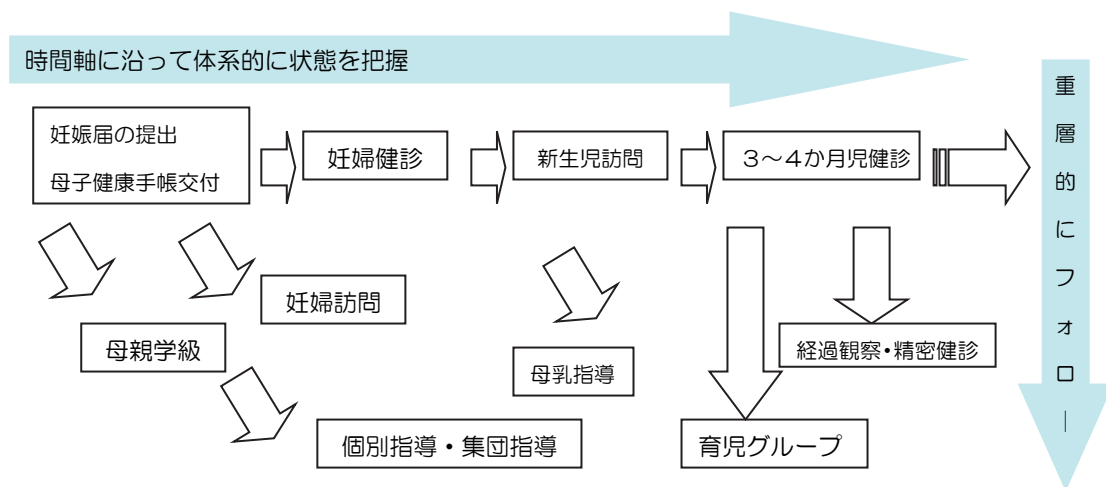 時間軸に沿って体系的に状態を把握
妊娠届の提出
母子健康手帳交付
妊婦健診
新生児訪問
3~4か月児健診
重層的にフォロー
妊婦訪問
母親学級
母乳指導
経過観察・精密健診
個別指導・集団指導
育児グループ